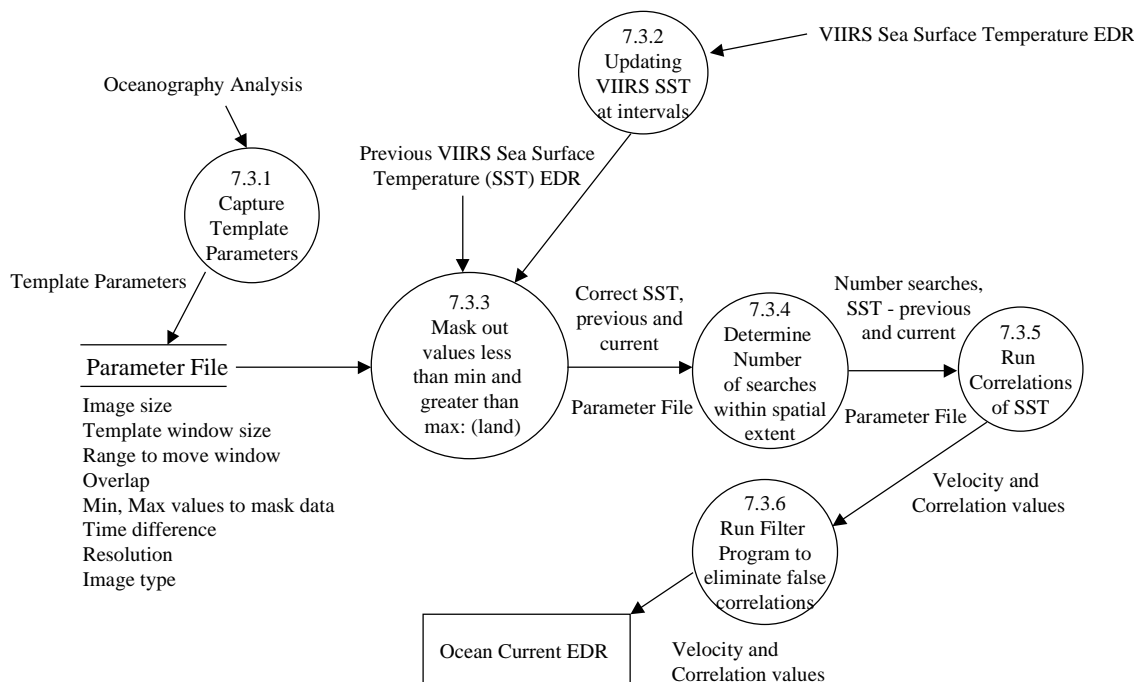 VIIRS Sea Surface Temperature EDR
7.3.2
Updating
VIIRS SST
at intervals
Oceanography Analysis
Previous VIIRS Sea Surface
Temperature (SST) EDR
7.3.1
Capture
Template
Parameters
Template Parameters
Parameter File
Image size
Template window size
Range to move window
Overlap
Min, Max values to mask data
Time difference
Resolution
Image type
7.3.3
Mask out
values less
than min and
greater than
max: (land)
Correct SST,
previous and
current
Parameter File
7.3.4
Determine
Number
of searches
within spatial
extent
Number searches,
SST - previous
and current
Parameter File
7.3.5
Run
Correlations
of SST
Velocity and
Correlation values
7.3.6
Run Filter
Program to
eliminate false
correlations
Velocity and
Correlation values
Ocean Current EDR